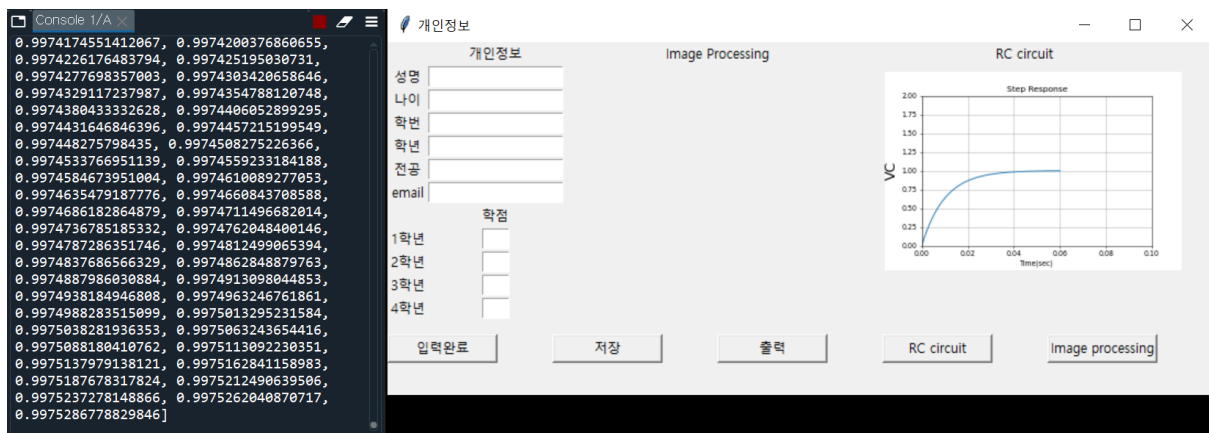 Console 1/A
0.9974174551412067, 0.9974200376860655,
0.9974226176483794, 0.997425195030731,
0.9974277698357003, 0.9974303420658646,
0.9974329117237987, 0.9974354788120748,
0.9974380433332628, 0.9974406052899295,
0.9974431646846396, 0.9974457215199549,
0.997448275798435, 0.9974508275226366,
0.9974533766951139, 0.9974559233184188,
0.9974584673951004, 0.9974610089277053,
0.9974635479187776, 0.9974660843708588,
0.9974686182864879, 0.9974711496682014,
0.9974736785185332, 0.9974762048400146,
0.9974787286351746, 0.9974812499065394,
0.9974837686566329, 0.9974862848879763,
0.9974887986030884, 0.9974913098044853,
0.9974938184946808, 0.9974963246761861,
0.9974988283515099, 0.9975013295231584,
0.9975038281936353, 0.9975063243654416,
0.9975088180410762, 0.9975113092230351,
0.9975137979138121, 0.9975162841158983,
0.9975187678317824, 0.9975212490639506,
0.9975237278148866, 0.9975262040870717,
0.9975286778829846]
개인정보
개인정보
성명
나이
학번
학년
전공
email
학점
1학년
2학년
3학년
4학년
Image Processing
RC circuit
Step Response
2.00
1.75
1.50
1.25
1.00
0.75
0.50
0.25
0.00
VC
0.00 0.02 0.04 0.06 0.08 0.10
Time(sec)
입력완료 저장 출력 RC circuit Image processing